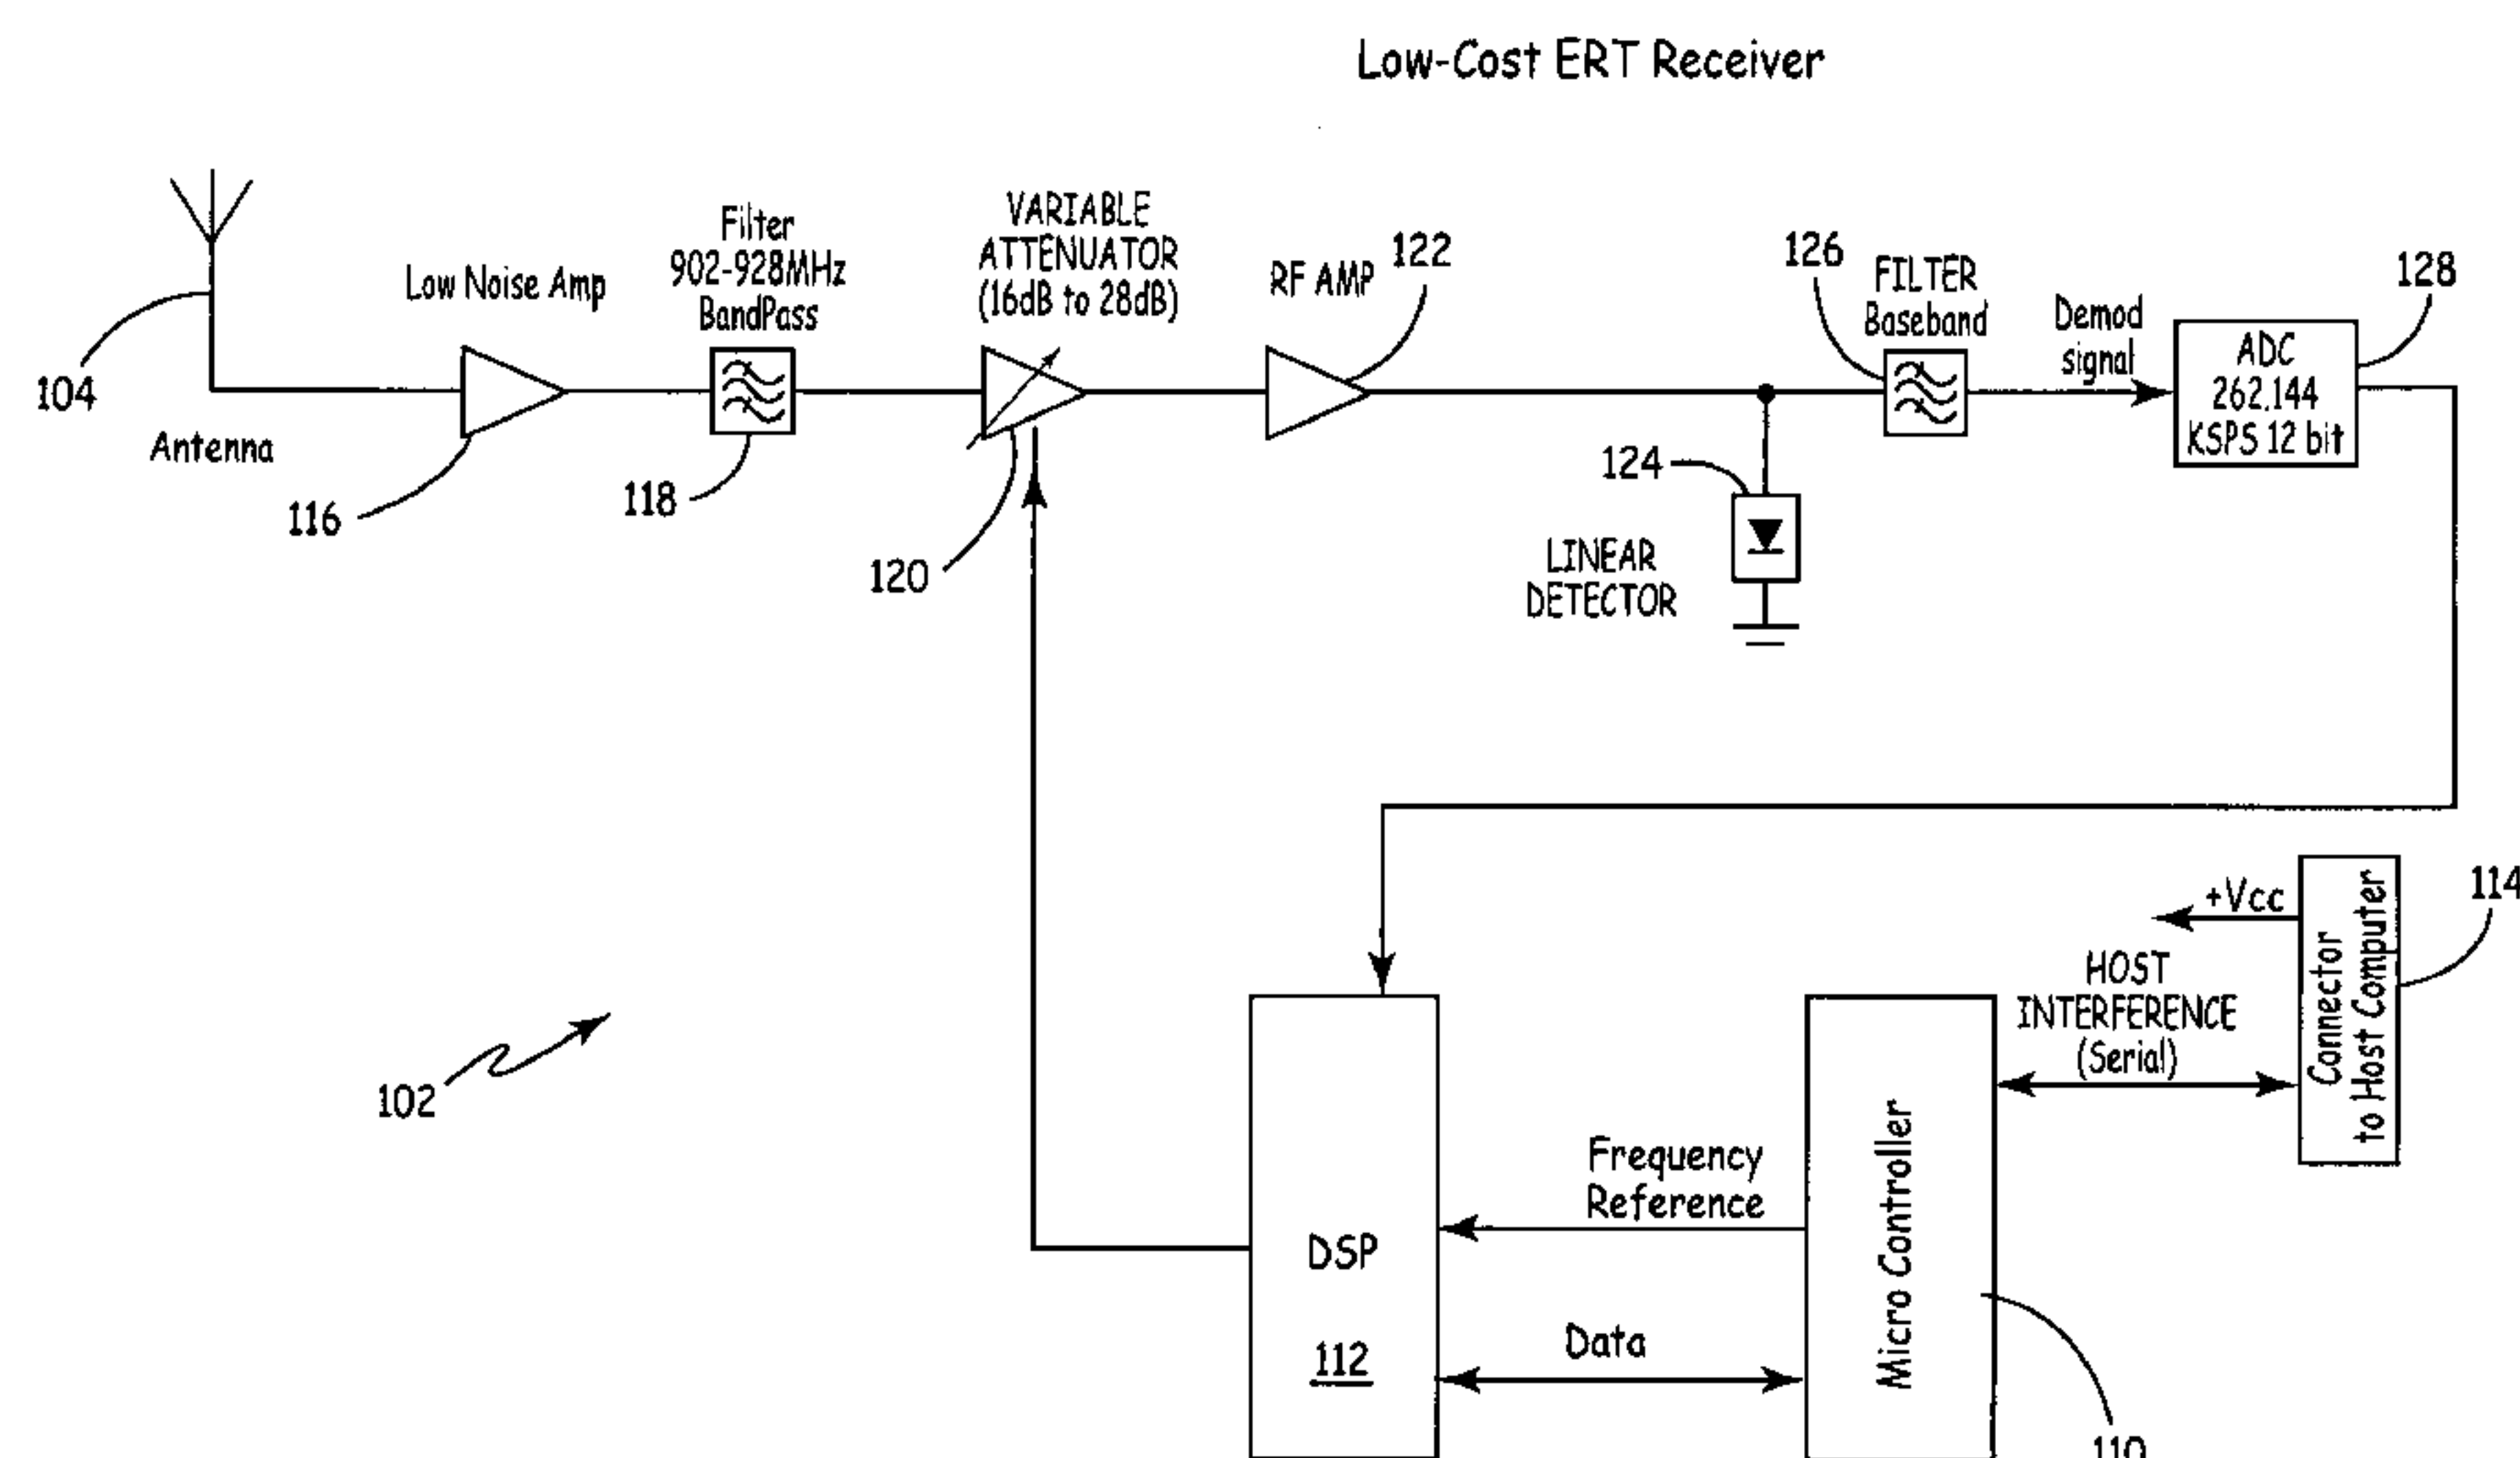 Low-Cost ERT Receiver
104
Antenna
Low Noise Amp
116
Filter
902-928MHz
BandPass
118
VARIABLE
ATTENUATOR
(16dB to 28dB)
120
RF AMP
122
124
LINEAR
DETECTOR
126
FILTER
Baseband
Demod
signal
ADC
262.144
KSPS 12 bit
128
102
DSP
112
Frequency
Reference
Data
Micro Controller
110
HOST
INTERFERENCE
(Serial)
+Vcc
Connector
to Host Computer
114